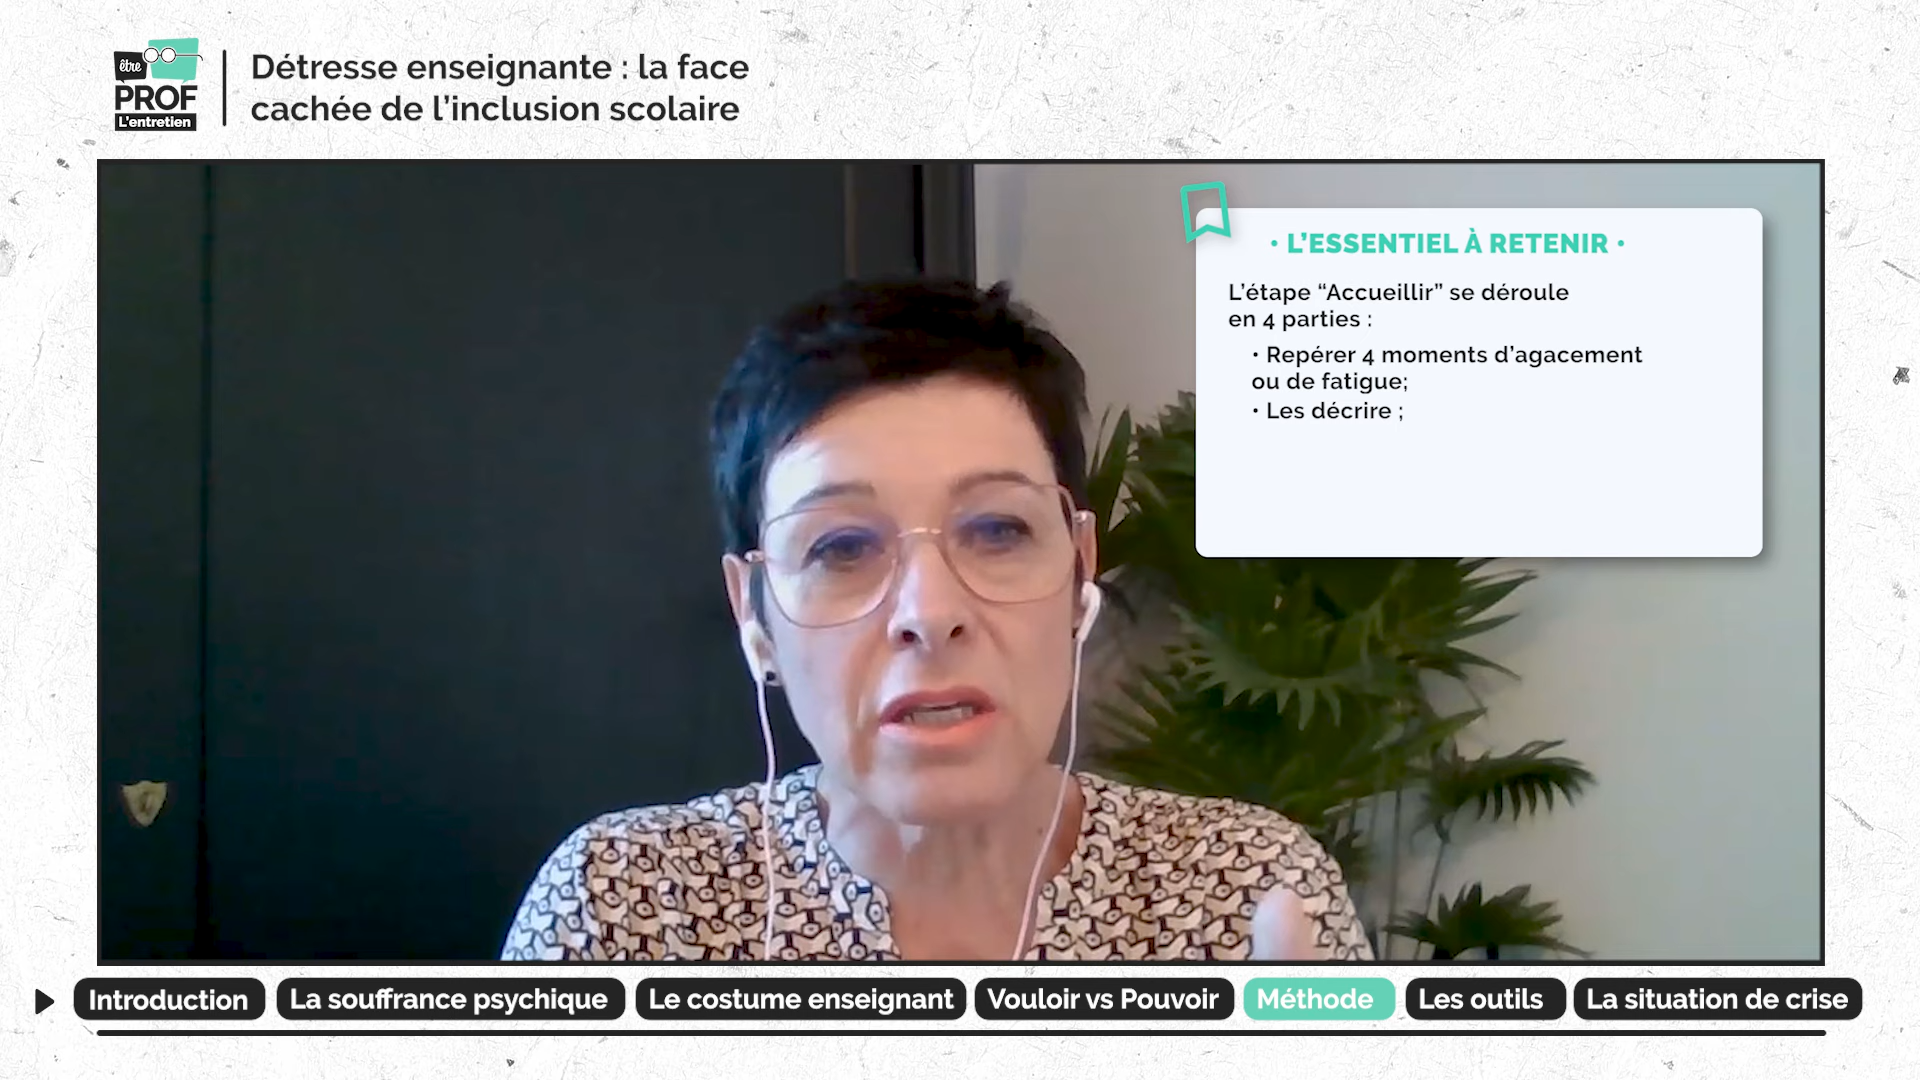 être
PROF
L'entretien
Détresse enseignante : la face
cachée de l'inclusion scolaire
• L'ESSENTIEL À RETENIR •
L'étape “Accueillir” se déroule
en 4 parties :
• Repérer 4 moments d'agacement
ou de fatigue;
• Les décrire ;
Introduction
La souffrance psychique
Le costume enseignant
Vouloir vs Pouvoir
Méthode
Les outils
La situation de crise